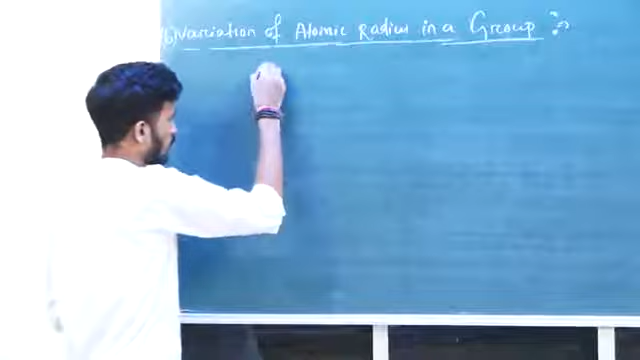 (b) Variation of Atomic Radius in a Group :→